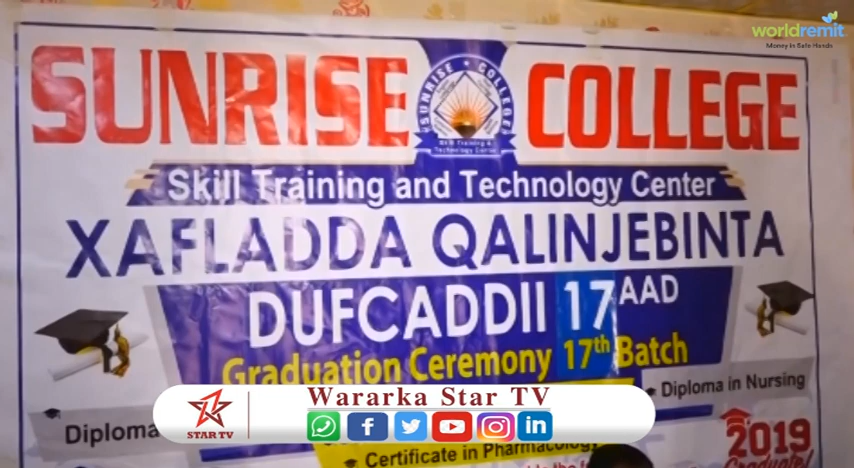 worldremit
Money in Safe Hands
SUNRISE COLLEGE
SUNRISE COLLEGE
Skill Training &
Technology Center
Skill Training and Technology Center
XAFLADDA QALINJEBINTA
DUFCADDII 17AAD
Graduation Ceremony 17th Batch
Diploma in Nursing
Diploma
Wararka Star TV
STAR TV
Certificate in Pharmacology
2019
Graduate!